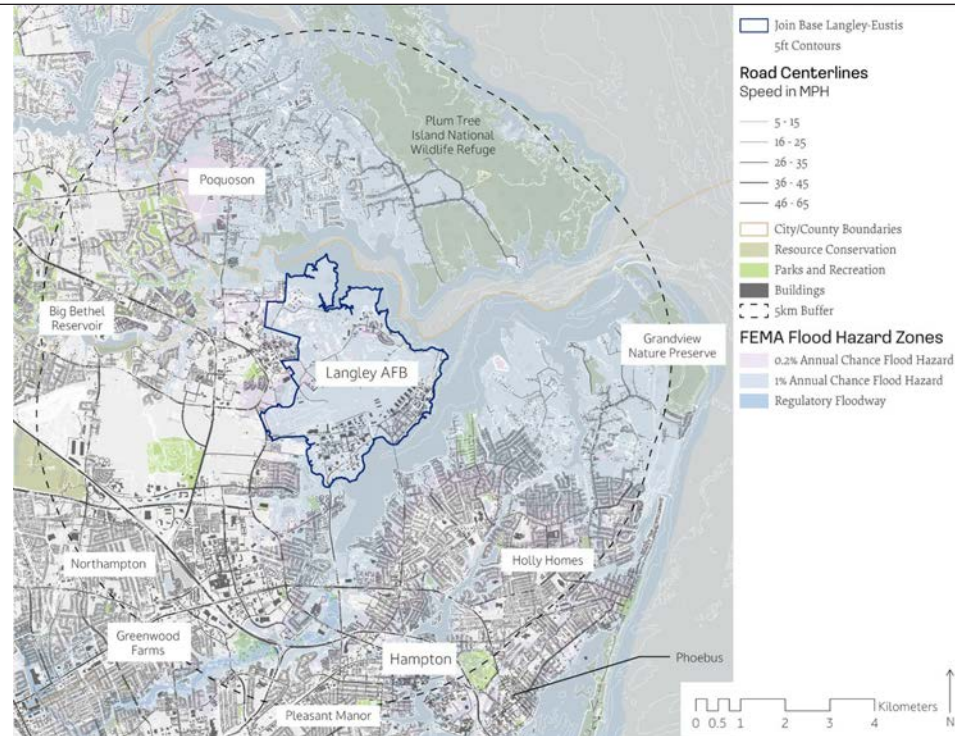 Plum Tree
Island National
Wildlife Refuge
Poquoson
Big Bethel
Reservoir
Grandview
Nature Preserve
Langley AFB
Northampton
Holly Homes
Greenwood
Farms
Hampton
Phoebus
Pleasant Manor
Join Base Langley-Eustis
5ft Contours
Road Centerlines
Speed in MPH
5 - 15
16 - 25
26 - 35
36 - 45
46 - 65
City/County Boundaries
Resource Conservation
Parks and Recreation
Buildings
5km Buffer
FEMA Flood Hazard Zones
0.2% Annual Chance Flood Hazard
1% Annual Chance Flood Hazard
Regulatory Floodway
Kilometers
0 0.5 1 2 3 4
N